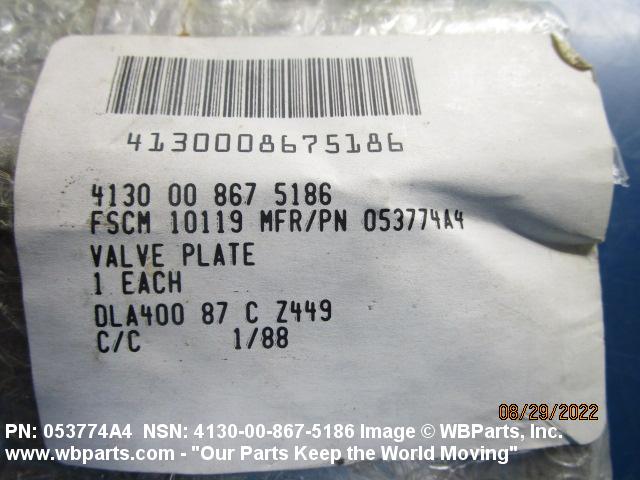 4130008675186
4130 00 867 5186
FSCM 10119 MFR/PN 053774A4
VALVE PLATE
1 EACH
DLA400 87 C Z449
C/C 1/88
08/29/2022
PN: 053774A4 NSN: 4130-00-867-5186 Image © WBParts, Inc.
www.wbparts.com - "Our Parts Keep the World Moving"